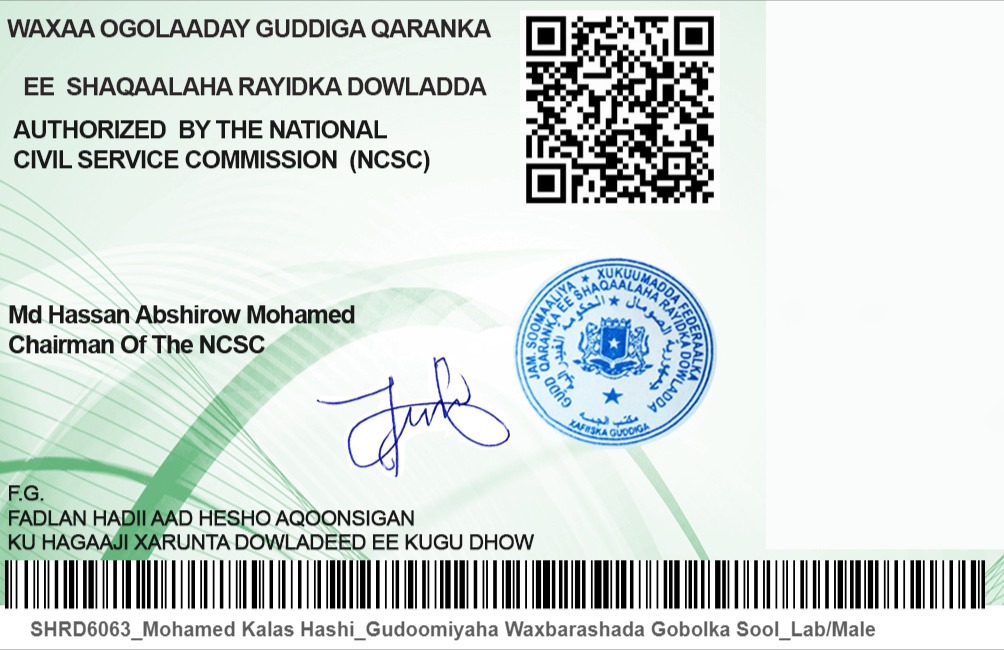 WAXAA OGOLAADAY GUDDIGA QARANKA
EE SHAQAALAHA RAYIDKA DOWLADDA
AUTHORIZED BY THE NATIONAL
CIVIL SERVICE COMMISSION (NCSC)
Md Hassan Abshirow Mohamed
Chairman Of The NCSC
JAM. SOOMAALIYA ★ XUKUUMADDA FEDERAALKA
GUDD QARANKA EE SHAQAALAHA RAYIDKA DOWLADDA
جمهورية الصومال
XAFIISKA GUDDIGA
F.G.
FADLAN HADII AAD HESHO AQOONSIGAN
KU HAGAAJI XARUNTA DOWLADEED EE KUGU DHOW
SHRD6063_Mohamed Kalas Hashi_Gudoomiyaha Waxbarashada Gobolka Sool_Lab/Male